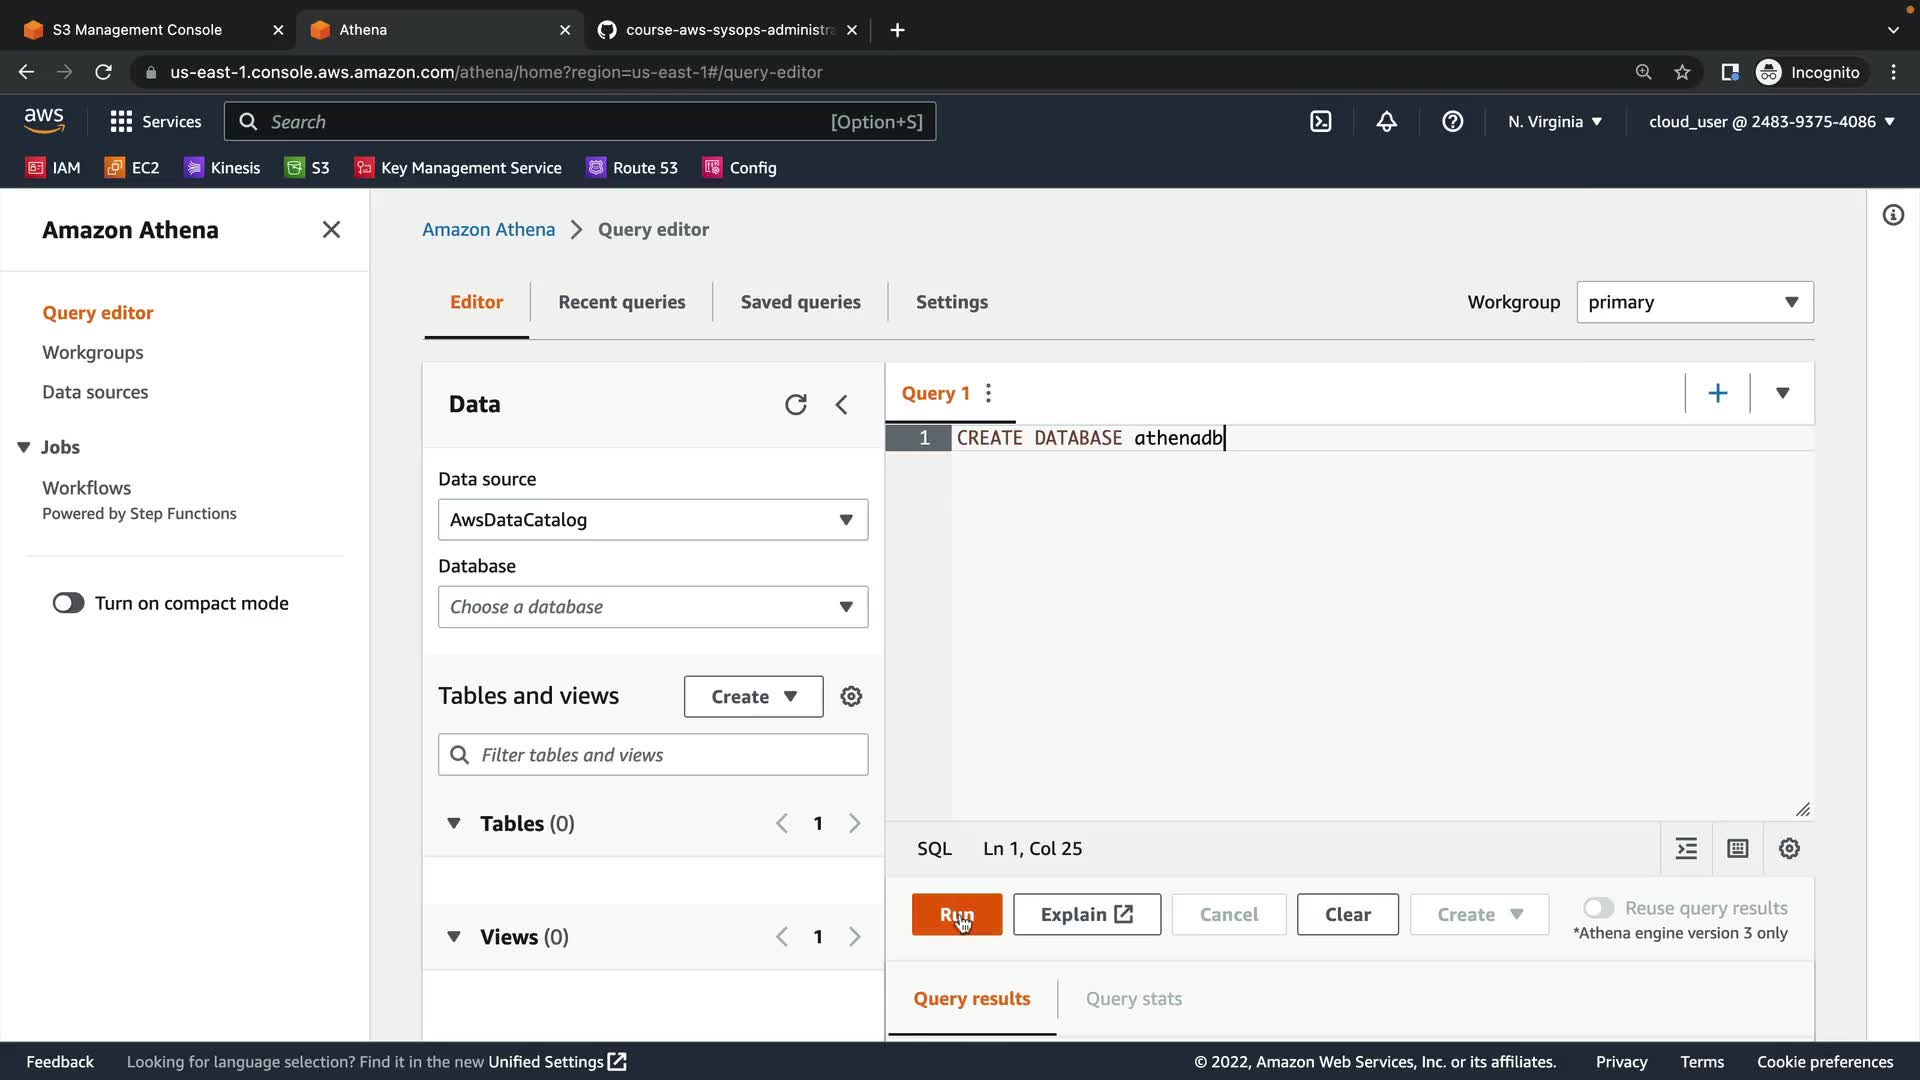 S3 Management Console
Athena
course-aws-sysops-administra
us-east-1.console.aws.amazon.com/athena/home?region=us-east-1#/query-editor
Incognito
aws
Services
Search
[Option+S]
N. Virginia
cloud_user @ 2483-9375-4086
IAM
EC2
Kinesis
S3
Key Management Service
Route 53
Config
Amazon Athena
Query editor
Workgroups
Data sources
Jobs
Workflows
Powered by Step Functions
Turn on compact mode
Amazon Athena > Query editor
Editor
Recent queries
Saved queries
Settings
Workgroup
primary
Data
Data source
AwsDataCatalog
Database
Choose a database
Tables and views
Create
Filter tables and views
Tables (0)
1
Views (0)
1
Query 1
1 CREATE DATABASE athenadb
SQL
Ln 1, Col 25
Run
Explain
Cancel
Clear
Create
Reuse query results
*Athena engine version 3 only
Query results
Query stats
Feedback
Looking for language selection? Find it in the new Unified Settings
© 2022, Amazon Web Services, Inc. or its affiliates.
Privacy
Terms
Cookie preferences